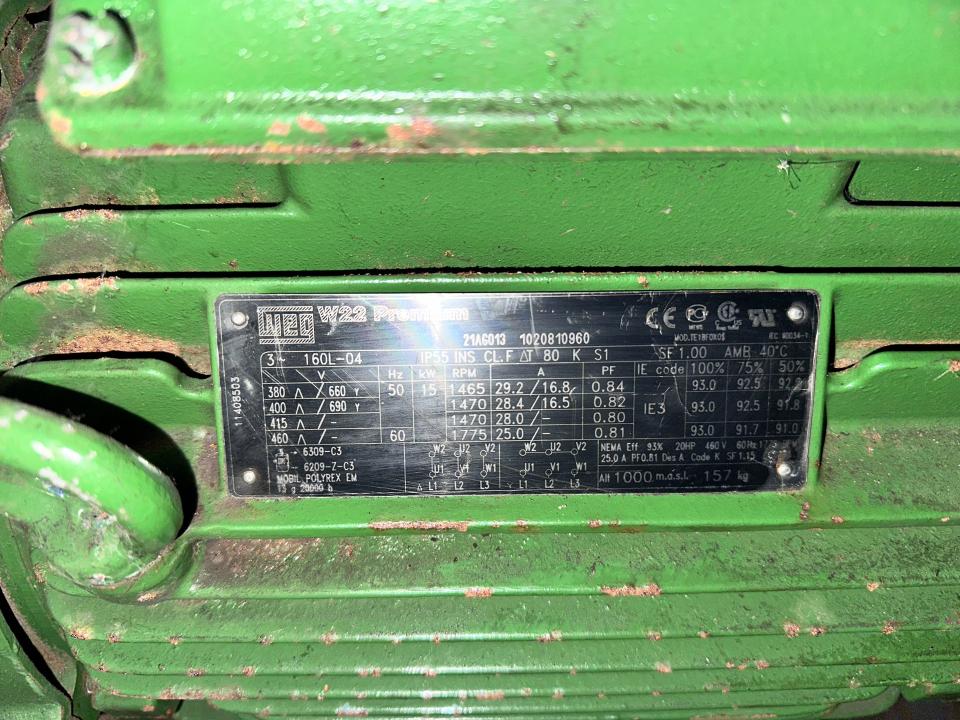 WEG W22 Premium
MOD.TE1BF0X0$
IEC 60034-1
21AG013 1020810960
3~ 160L-04 IP55 INS CL.F ΔT 80 K S1 SF 1.00 AMB 40°C
V Hz kW RPM A PF IE code 100% 75% 50%
380 Δ / 660 Y 50 15 1465 29.2 / 16.8 0.84 IE3 93.0 92.5
400 Δ / 690 Y 1470 28.4 / 16.5 0.82 93.0 92.5 91.8
415 Δ / - 1470 28.0 / - 0.80
460 Δ / - 60 1775 25.0 / - 0.81 93.0 91.7 91.0
6309-C3
6209-Z-C3
MOBIL POLYREX EM
20000 h
W2 U2 V2 W2 U2 V2
U1 V1 W1 U1 V1 W1
Δ L1 L2 L3 L1 L2 L3
NEMA Eff 93% 20HP 460 V 60Hz
25.0 A PF0.81 Des A Code K SF1.15
Alt 1000 m.a.s.l. 157 kg
11408503